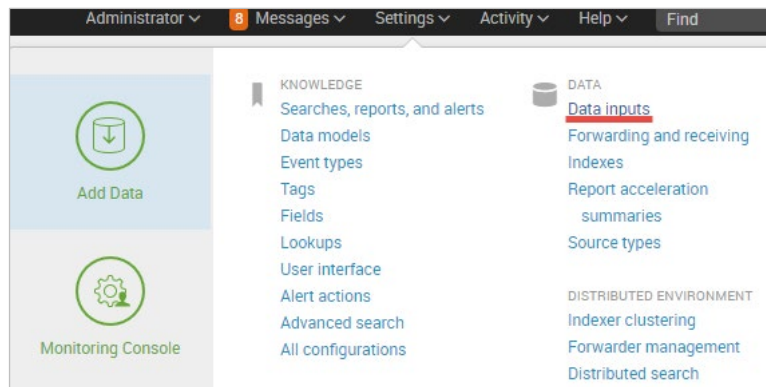 Administrator 8 Messages Settings Activity Help Find
Add Data
Monitoring Console
KNOWLEDGE
Searches, reports, and alerts
Data models
Event types
Tags
Fields
Lookups
User interface
Alert actions
Advanced search
All configurations
DATA
Data inputs
Forwarding and receiving
Indexes
Report acceleration
summaries
Source types
DISTRIBUTED ENVIRONMENT
Indexer clustering
Forwarder management
Distributed search